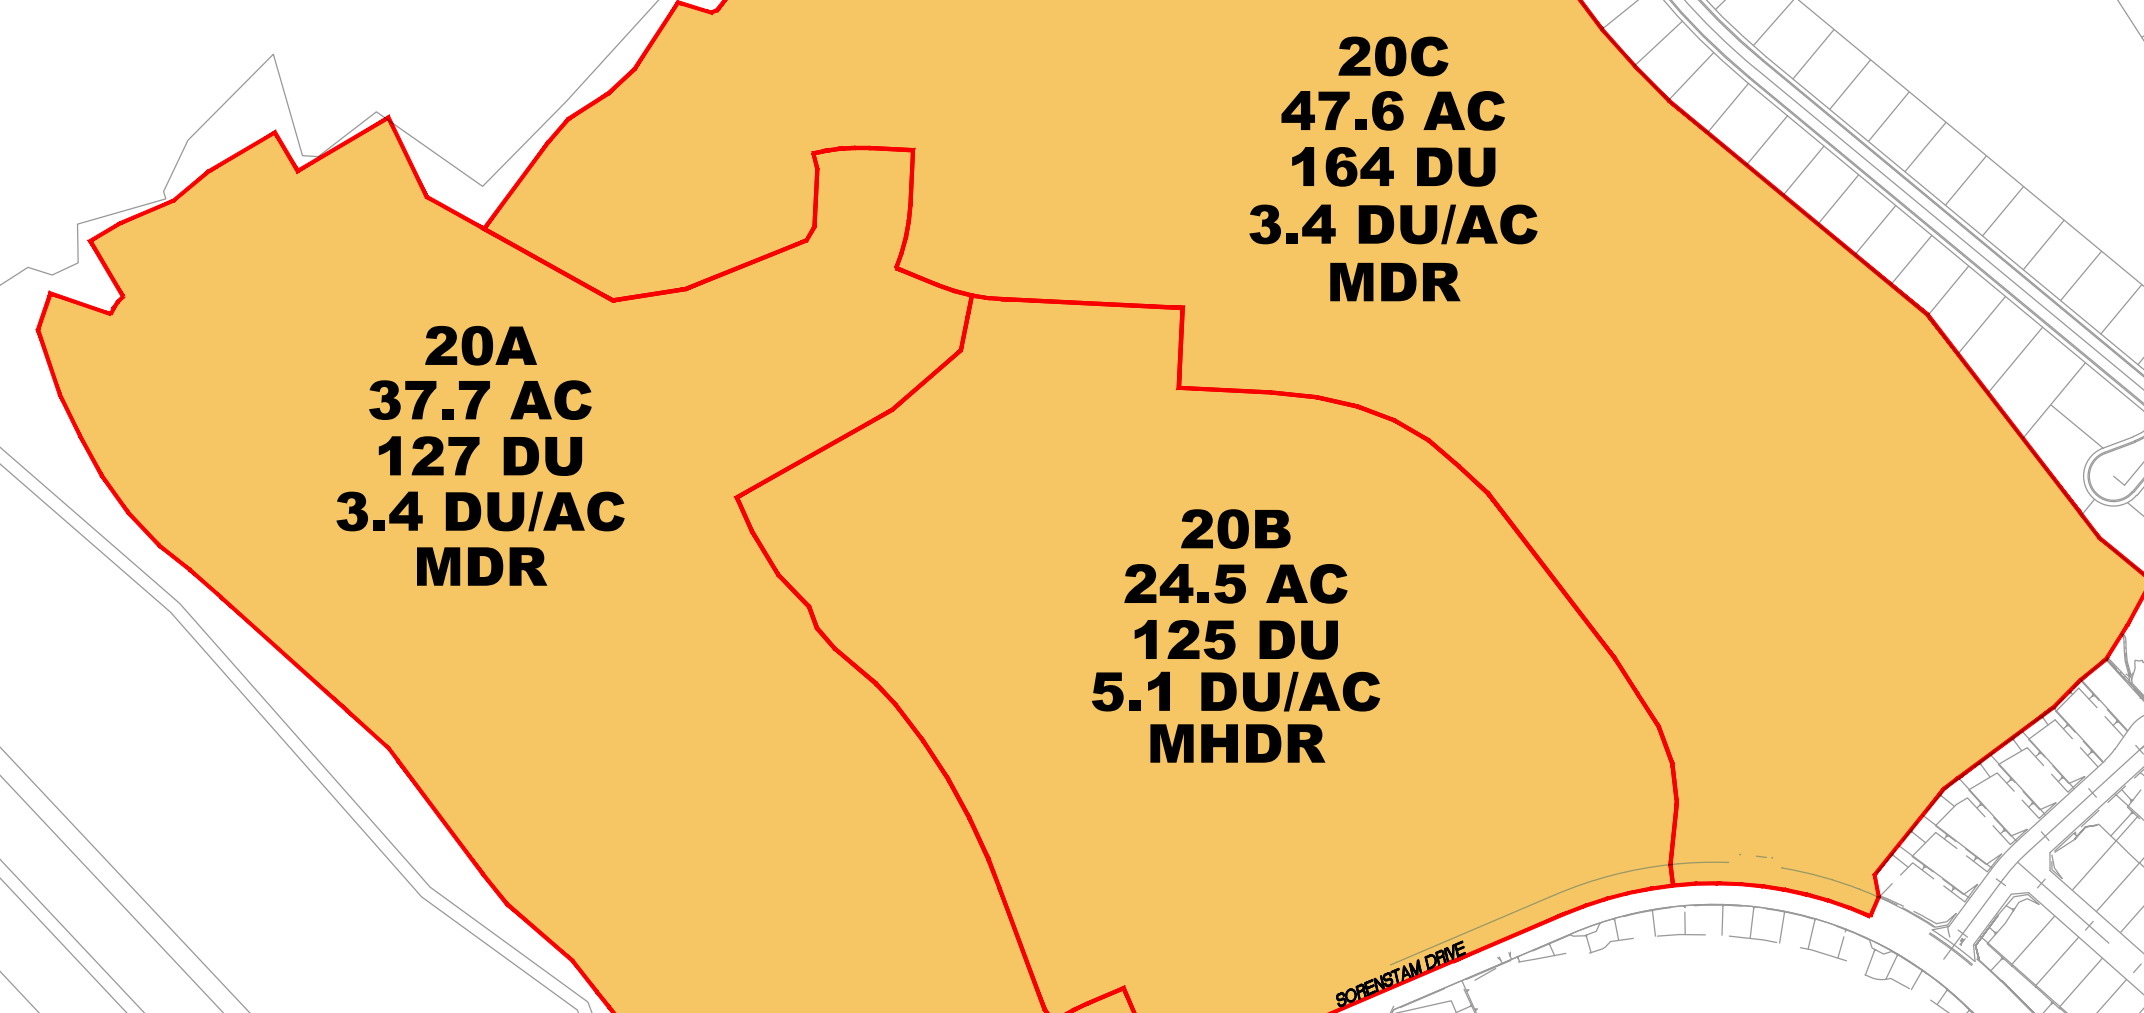 20C
47.6 AC
164 DU
3.4 DU/AC
MDR
20A
37.7 AC
127 DU
3.4 DU/AC
MDR
20B
24.5 AC
125 DU
5.1 DU/AC
MHDR
SORENSTAM DRIVE